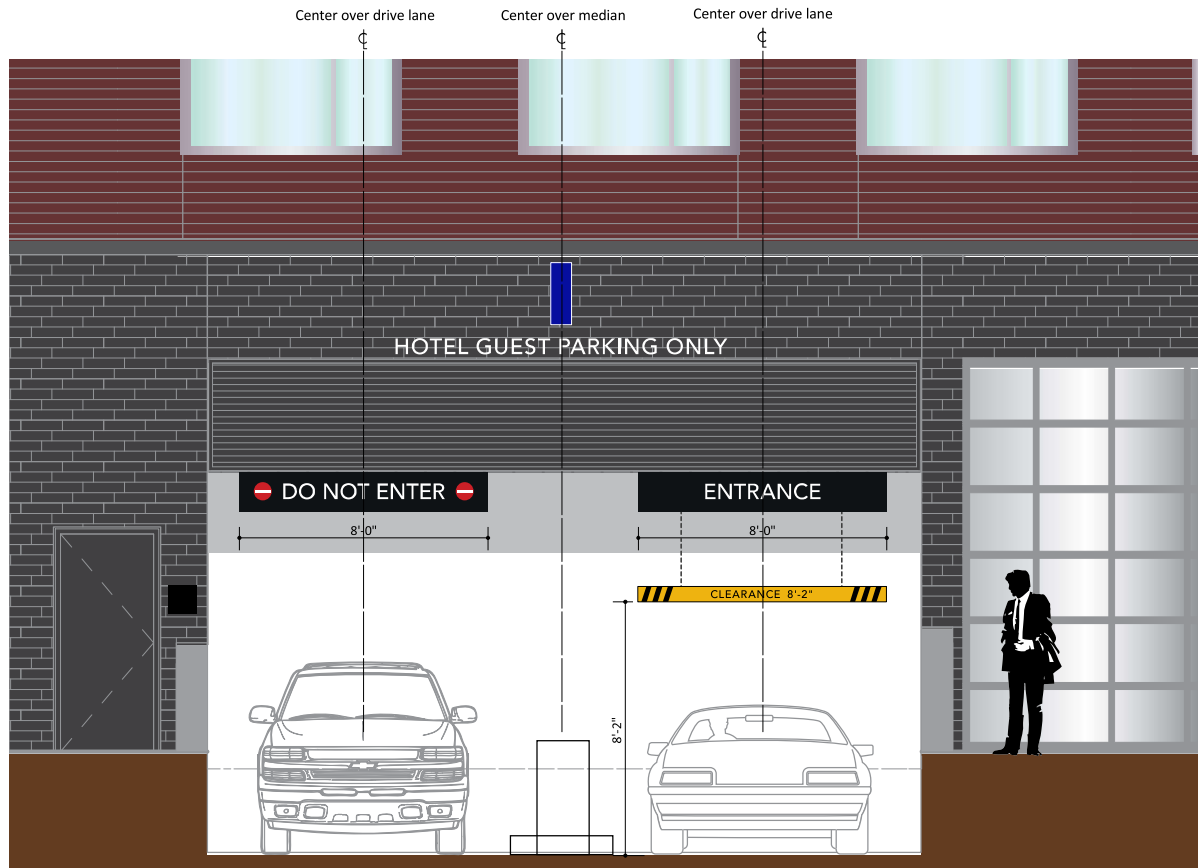 Center over drive lane
Center over median
Center over drive lane
℄
℄
℄
HOTEL GUEST PARKING ONLY
DO NOT ENTER
ENTRANCE
8'-0"
8'-0"
CLEARANCE 8'-2"
8'-2"